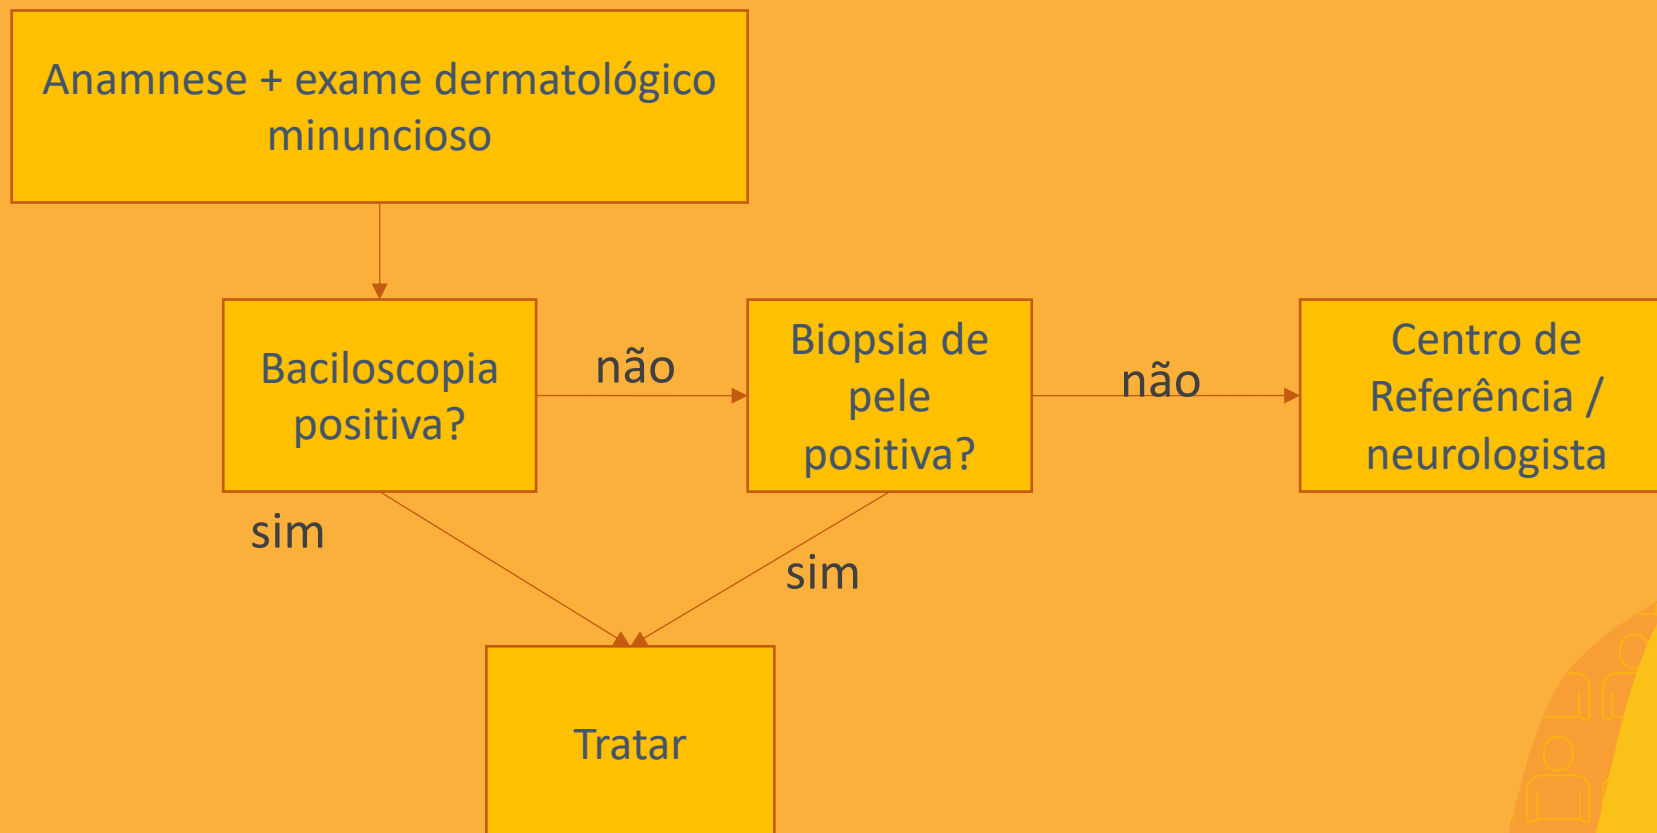 Anamnese + exame dermatológico
minuncioso
Baciloscopia
positiva?
não
Biopsia de
pele
positiva?
não
Centro de
Referência /
neurologista
sim
sim
Tratar